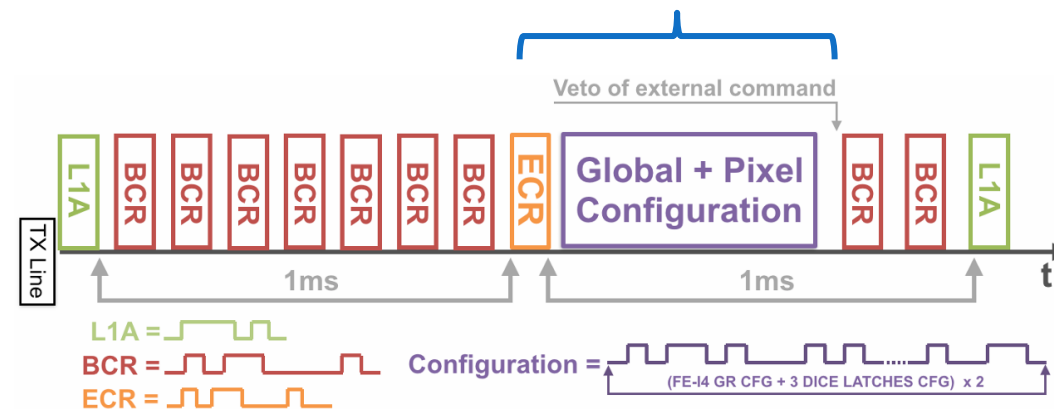 Veto of external command
L1A
BCR
BCR
BCR
BCR
BCR
BCR
BCR
ECR
Global + Pixel
Configuration
BCR
BCR
L1A
TX Line
1ms
1ms
t
L1A =
BCR =
ECR =
Configuration =
(FE-I4 GR CFG + 3 DICE LATCHES CFG) x 2